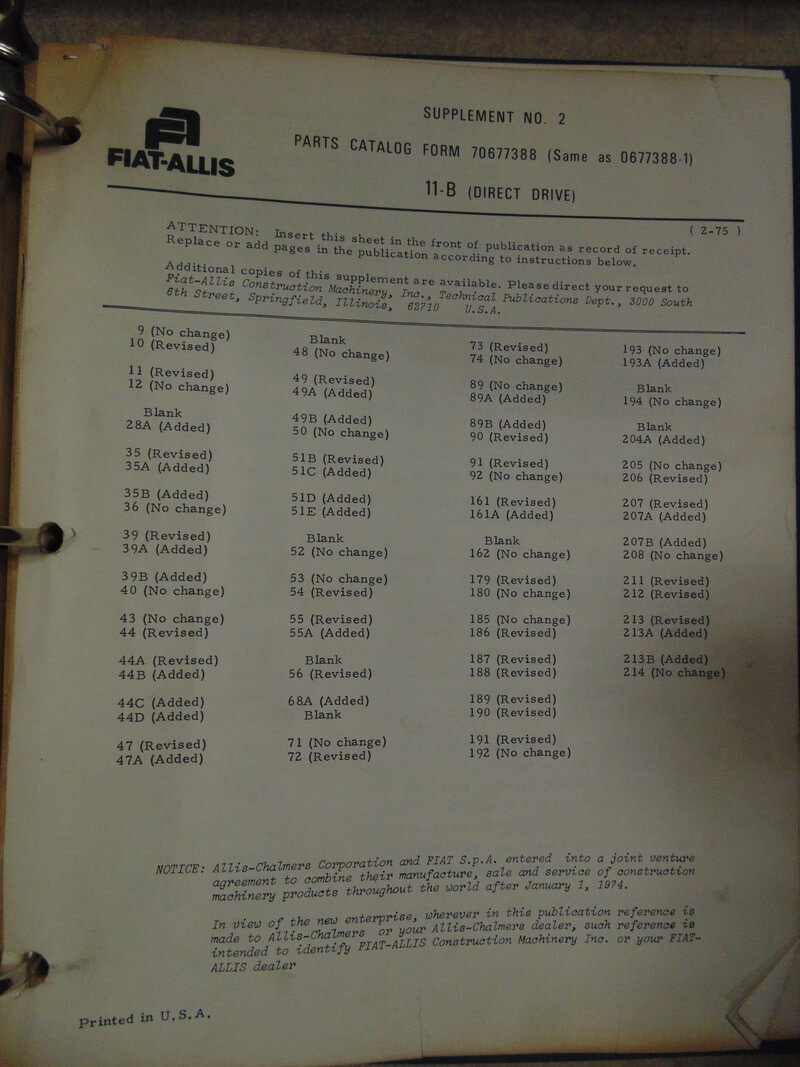 FIAT-ALLIS
SUPPLEMENT NO. 2
PARTS CATALOG FORM 70677388 (Same as 0677388-1)
11-B (DIRECT DRIVE)
( 2-75 )
ATTENTION: Insert this sheet in the front of publication as record of receipt.
Replace or add pages in the publication according to instructions below.
Additional copies of this supplement are available. Please direct your request to
Fiat-Allis Construction Machinery, Inc., Technical Publications Dept., 3000 South
6th Street, Springfield, Illinois, 62710 U.S.A.
9 (No change)
10 (Revised)
11 (Revised)
12 (No change)
Blank
28A (Added)
35 (Revised)
35A (Added)
35B (Added)
36 (No change)
39 (Revised)
39A (Added)
39B (Added)
40 (No change)
43 (No change)
44 (Revised)
44A (Revised)
44B (Added)
44C (Added)
44D (Added)
47 (Revised)
47A (Added)
Blank
48 (No change)
49 (Revised)
49A (Added)
49B (Added)
50 (No change)
51B (Revised)
51C (Added)
51D (Added)
51E (Added)
Blank
52 (No change)
53 (No change)
54 (Revised)
55 (Revised)
55A (Added)
Blank
56 (Revised)
68A (Added)
Blank
71 (No change)
72 (Revised)
73 (Revised)
74 (No change)
89 (No change)
89A (Added)
89B (Added)
90 (Revised)
91 (Revised)
92 (No change)
161 (Revised)
161A (Added)
Blank
162 (No change)
179 (Revised)
180 (No change)
185 (No change)
186 (Revised)
187 (Revised)
188 (Revised)
189 (Revised)
190 (Revised)
191 (Revised)
192 (No change)
193 (No change)
193A (Added)
Blank
194 (No change)
Blank
204A (Added)
205 (No change)
206 (Revised)
207 (Revised)
207A (Added)
207B (Added)
208 (No change)
211 (Revised)
212 (Revised)
213 (Revised)
213A (Added)
213B (Added)
214 (No change)
NOTICE: Allis-Chalmers Corporation and FIAT S.p.A. entered into a joint venture
agreement to combine their manufacture, sale and service of construction
machinery products throughout the world after January 1, 1974.
In view of the new enterprise, wherever in this publication reference is
made to Allis-Chalmers or your Allis-Chalmers dealer, such reference is
intended to identify FIAT-ALLIS Construction Machinery Inc. or your FIAT-
ALLIS dealer
Printed in U.S.A.